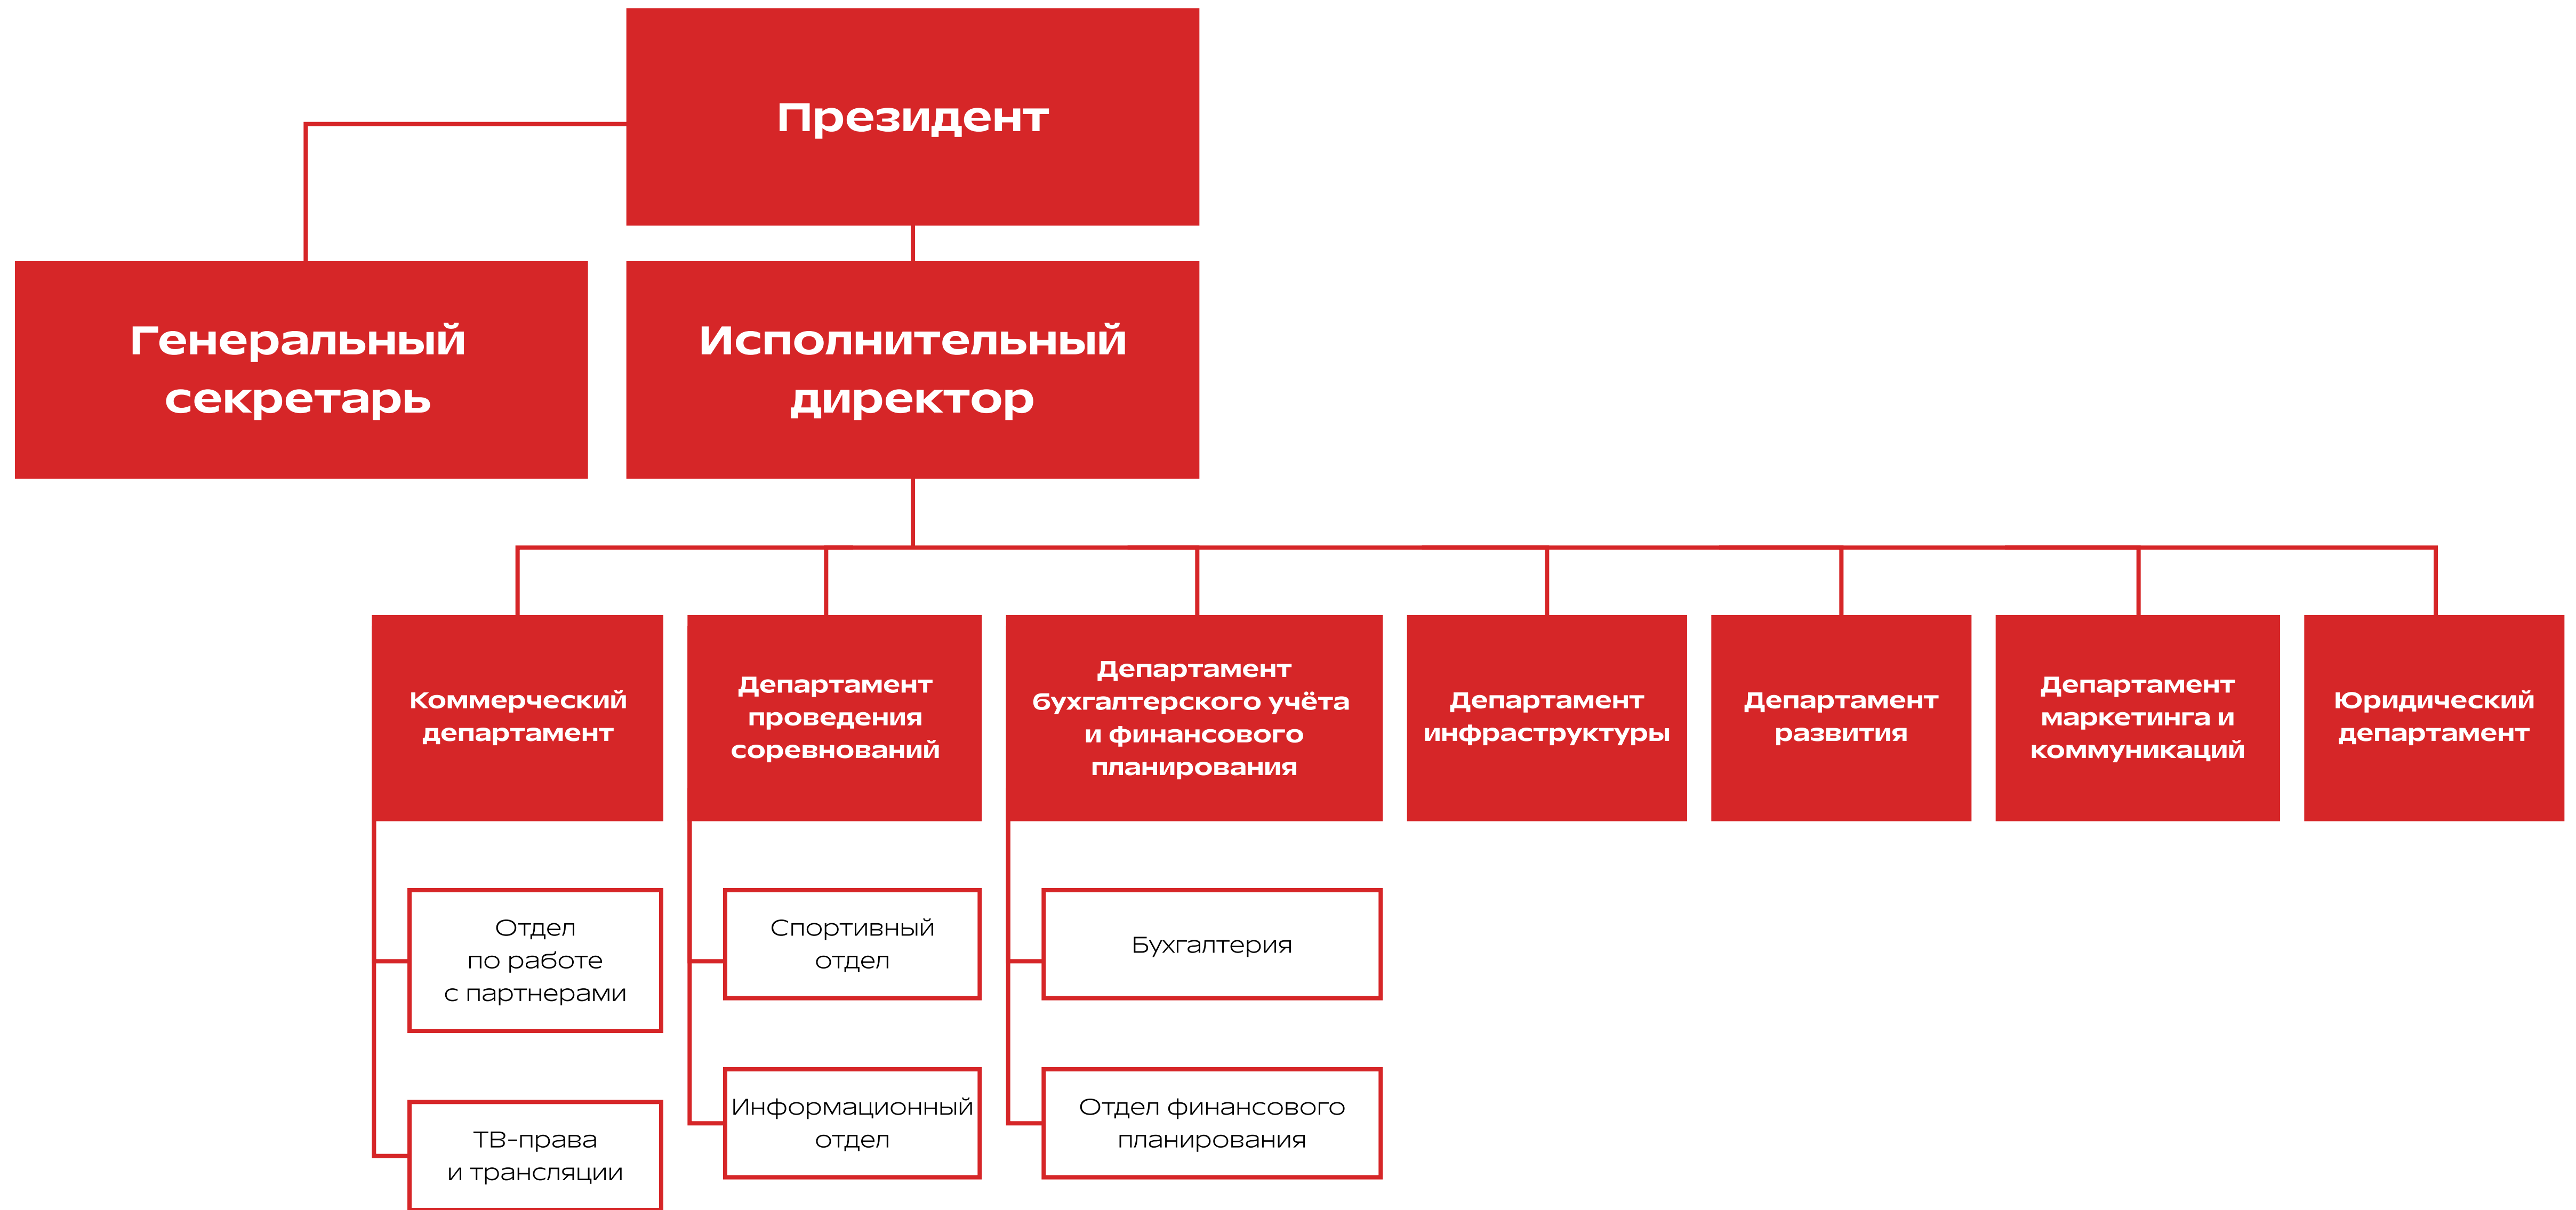 Президент
Генеральный
секретарь
Исполнительный
директор
Коммерческий
департамент
Департамент
проведения
соревнований
Департамент
бухгалтерского учёта
и финансового
планирования
Департамент
инфраструктуры
Департамент
развития
Департамент
маркетинга и
коммуникаций
Юридический
департамент
Отдел
по работе
с партнерами
ТВ-права
и трансляции
Спортивный
отдел
Информационный
отдел
Бухгалтерия
Отдел финансового
планирования